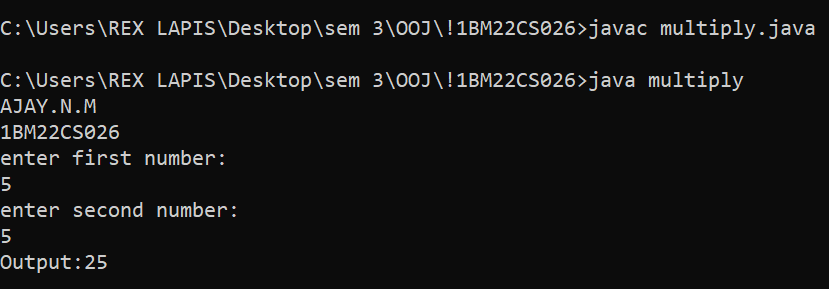 C:\Users\REX LAPIS\Desktop\sem 3\OOJ\!1BM22CS026>javac multiply.java
C:\Users\REX LAPIS\Desktop\sem 3\OOJ\!1BM22CS026>java multiply
AJAY.N.M
1BM22CS026
enter first number:
5
enter second number:
5
Output:25